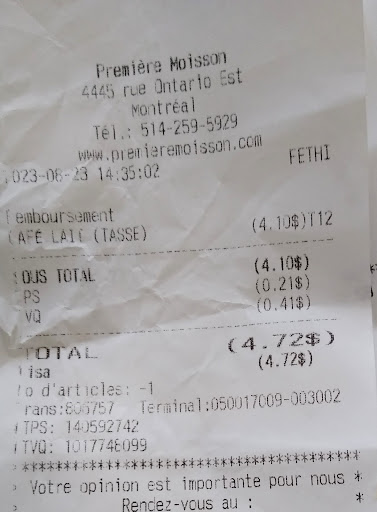 Première Moisson
4445 rue Ontario Est
Montréal
Tél.: 514-259-5929
www.premieremoisson.com
FETHI
023-08-23 14:35:02
emboursement
CAFE LAIT (TASSE) (4.10$)T12
OUS TOTAL (4.10$)
PS (0.21$)
VQ (0.41$)
TOTAL (4.72$)
isa (4.72$)
o d'articles: -1
rans:806757 Terminal:050017009-003002
TPS: 140592742
TVQ: 1017748099
****************************************
Votre opinion est importante pour nous *
Rendez-vous au : *